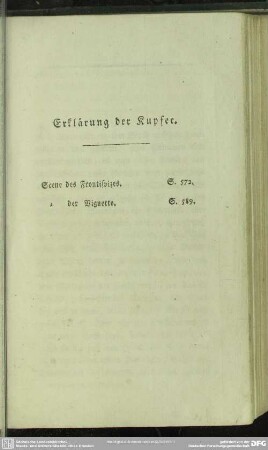 Erklärung der Kupfer.
Scene des Frontispizes. S. 572.
der Vignette. S. 589.